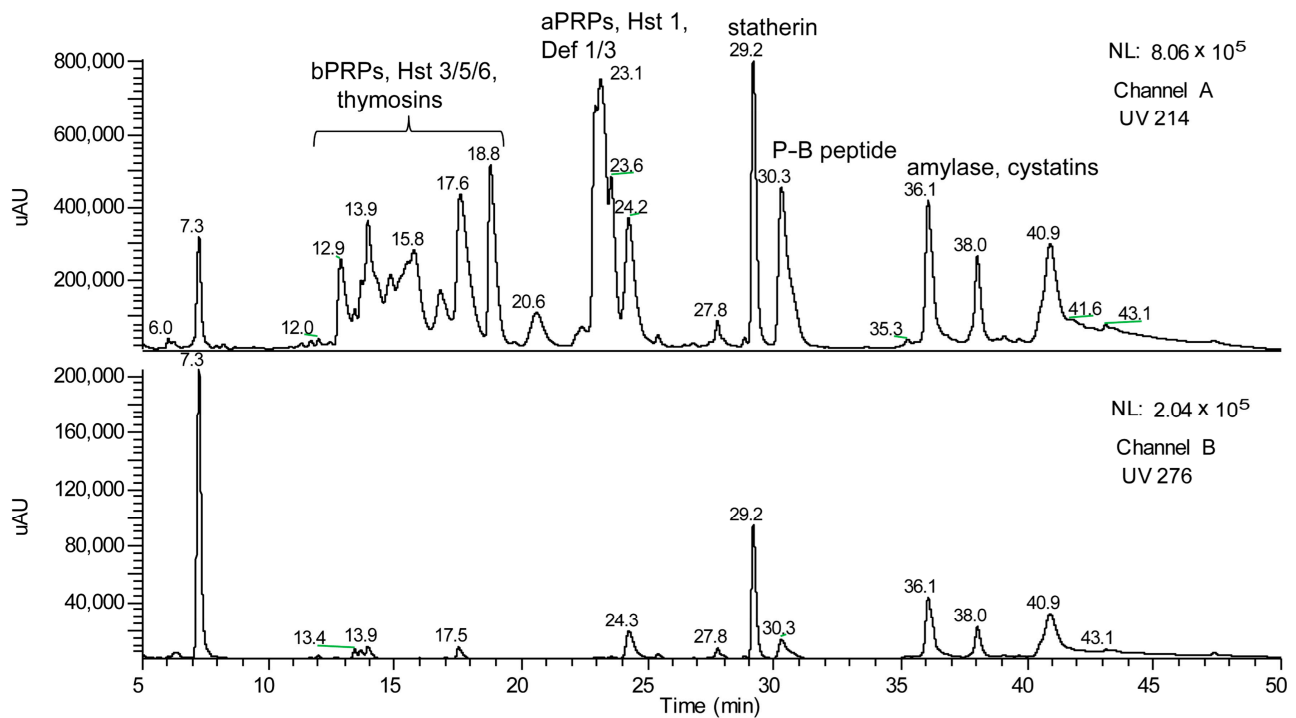 aPRPs, Hst 1,
Def 1/3
statherin
bPRPs, Hst 3/5/6,
thymosins
P-B peptide
amylase, cystatins
NL: 8.06 x 10⁵
Channel A
UV 214
uAU
800,000
600,000
400,000
200,000
6.0
7.3
12.0
12.9
13.9
15.8
17.6
18.8
20.6
23.1
23.6
24.2
27.8
29.2
30.3
35.3
36.1
38.0
40.9
41.6
43.1
NL: 2.04 x 10⁵
Channel B
UV 276
uAU
200,000
160,000
120,000
80,000
40,000
7.3
13.4
13.9
17.5
24.3
27.8
29.2
30.3
36.1
38.0
40.9
43.1
5 10 15 20 25 30 35 40 45 50
Time (min)